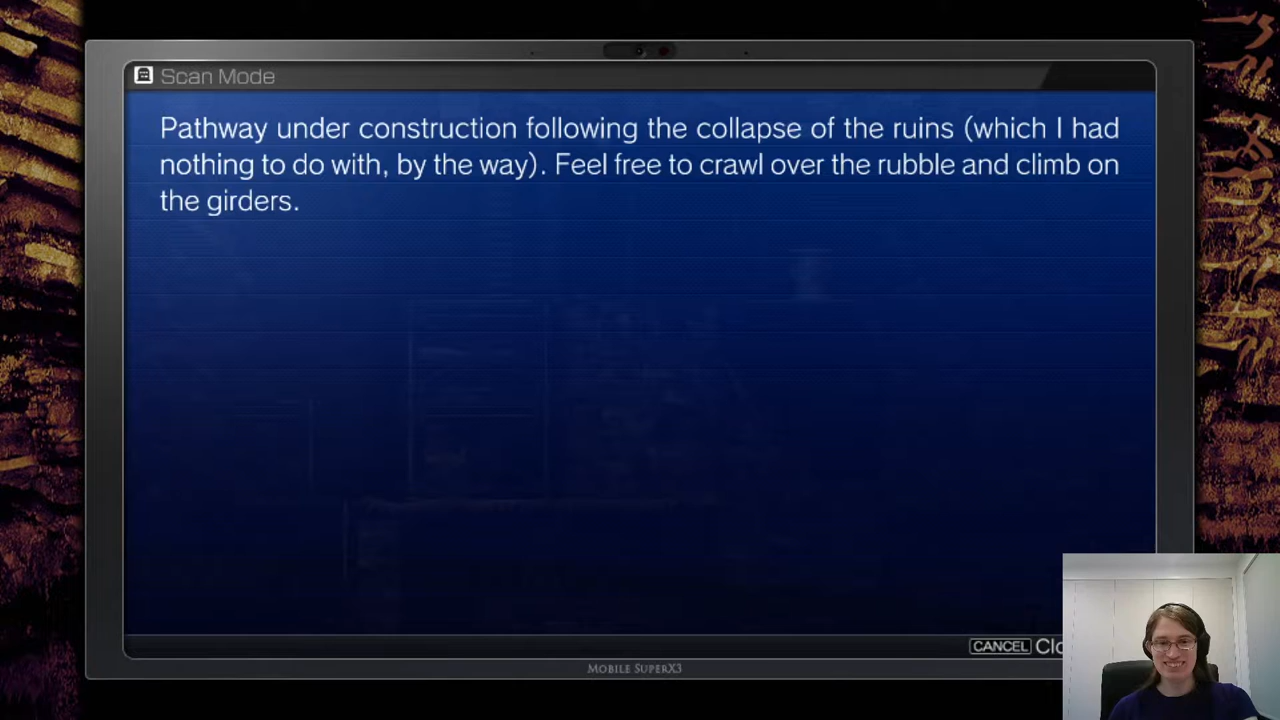 Scan Mode
Pathway under construction following the collapse of the ruins (which I had
nothing to do with, by the way). Feel free to crawl over the rubble and climb on
the girders.
CANCEL
MOBILE SUPERX3